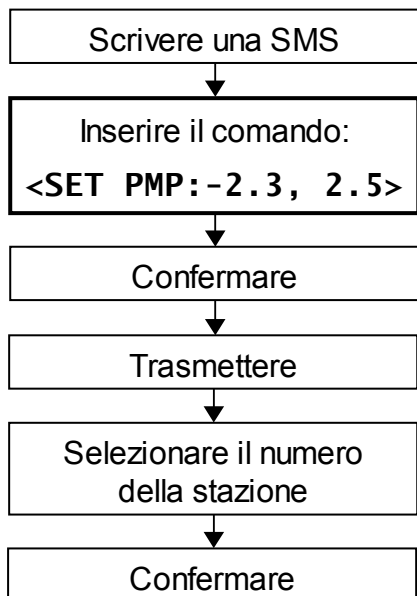 Scrivere una SMS
Inserire il comando:
<SET PMP:-2.3, 2.5>
Confermare
Trasmettere
Selezionare il numero
della stazione
Confermare